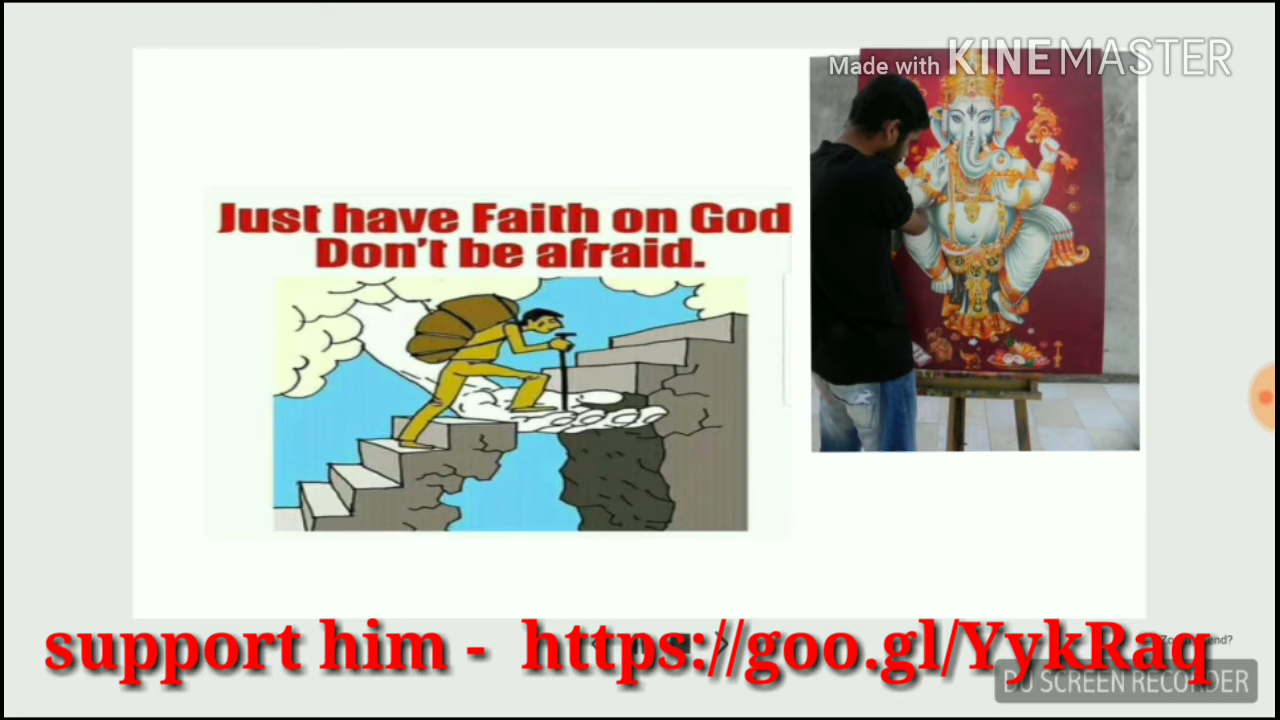 Made with KINEMASTER
Just have Faith on God
Don't be afraid.
support him - https://goo.gl/YykRaq
DU SCREEN RECORDER